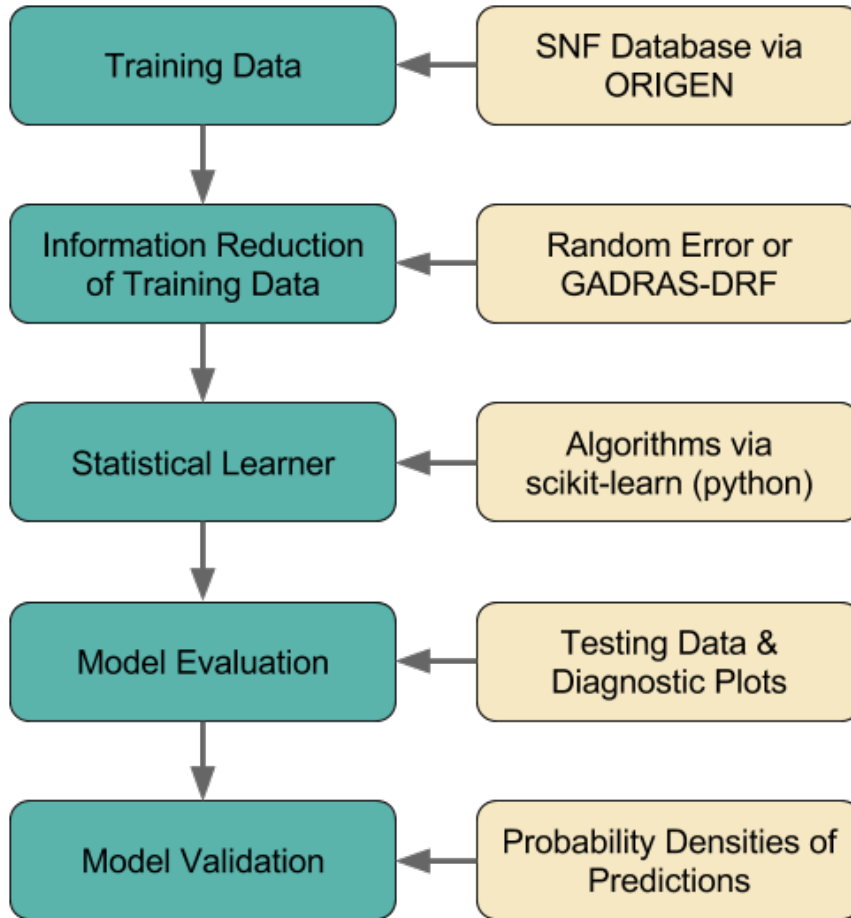 Training Data
SNF Database via
ORIGEN
Information Reduction
of Training Data
Random Error or
GADRAS-DRF
Statistical Learner
Algorithms via
scikit-learn (python)
Model Evaluation
Testing Data &
Diagnostic Plots
Model Validation
Probability Densities of
Predictions